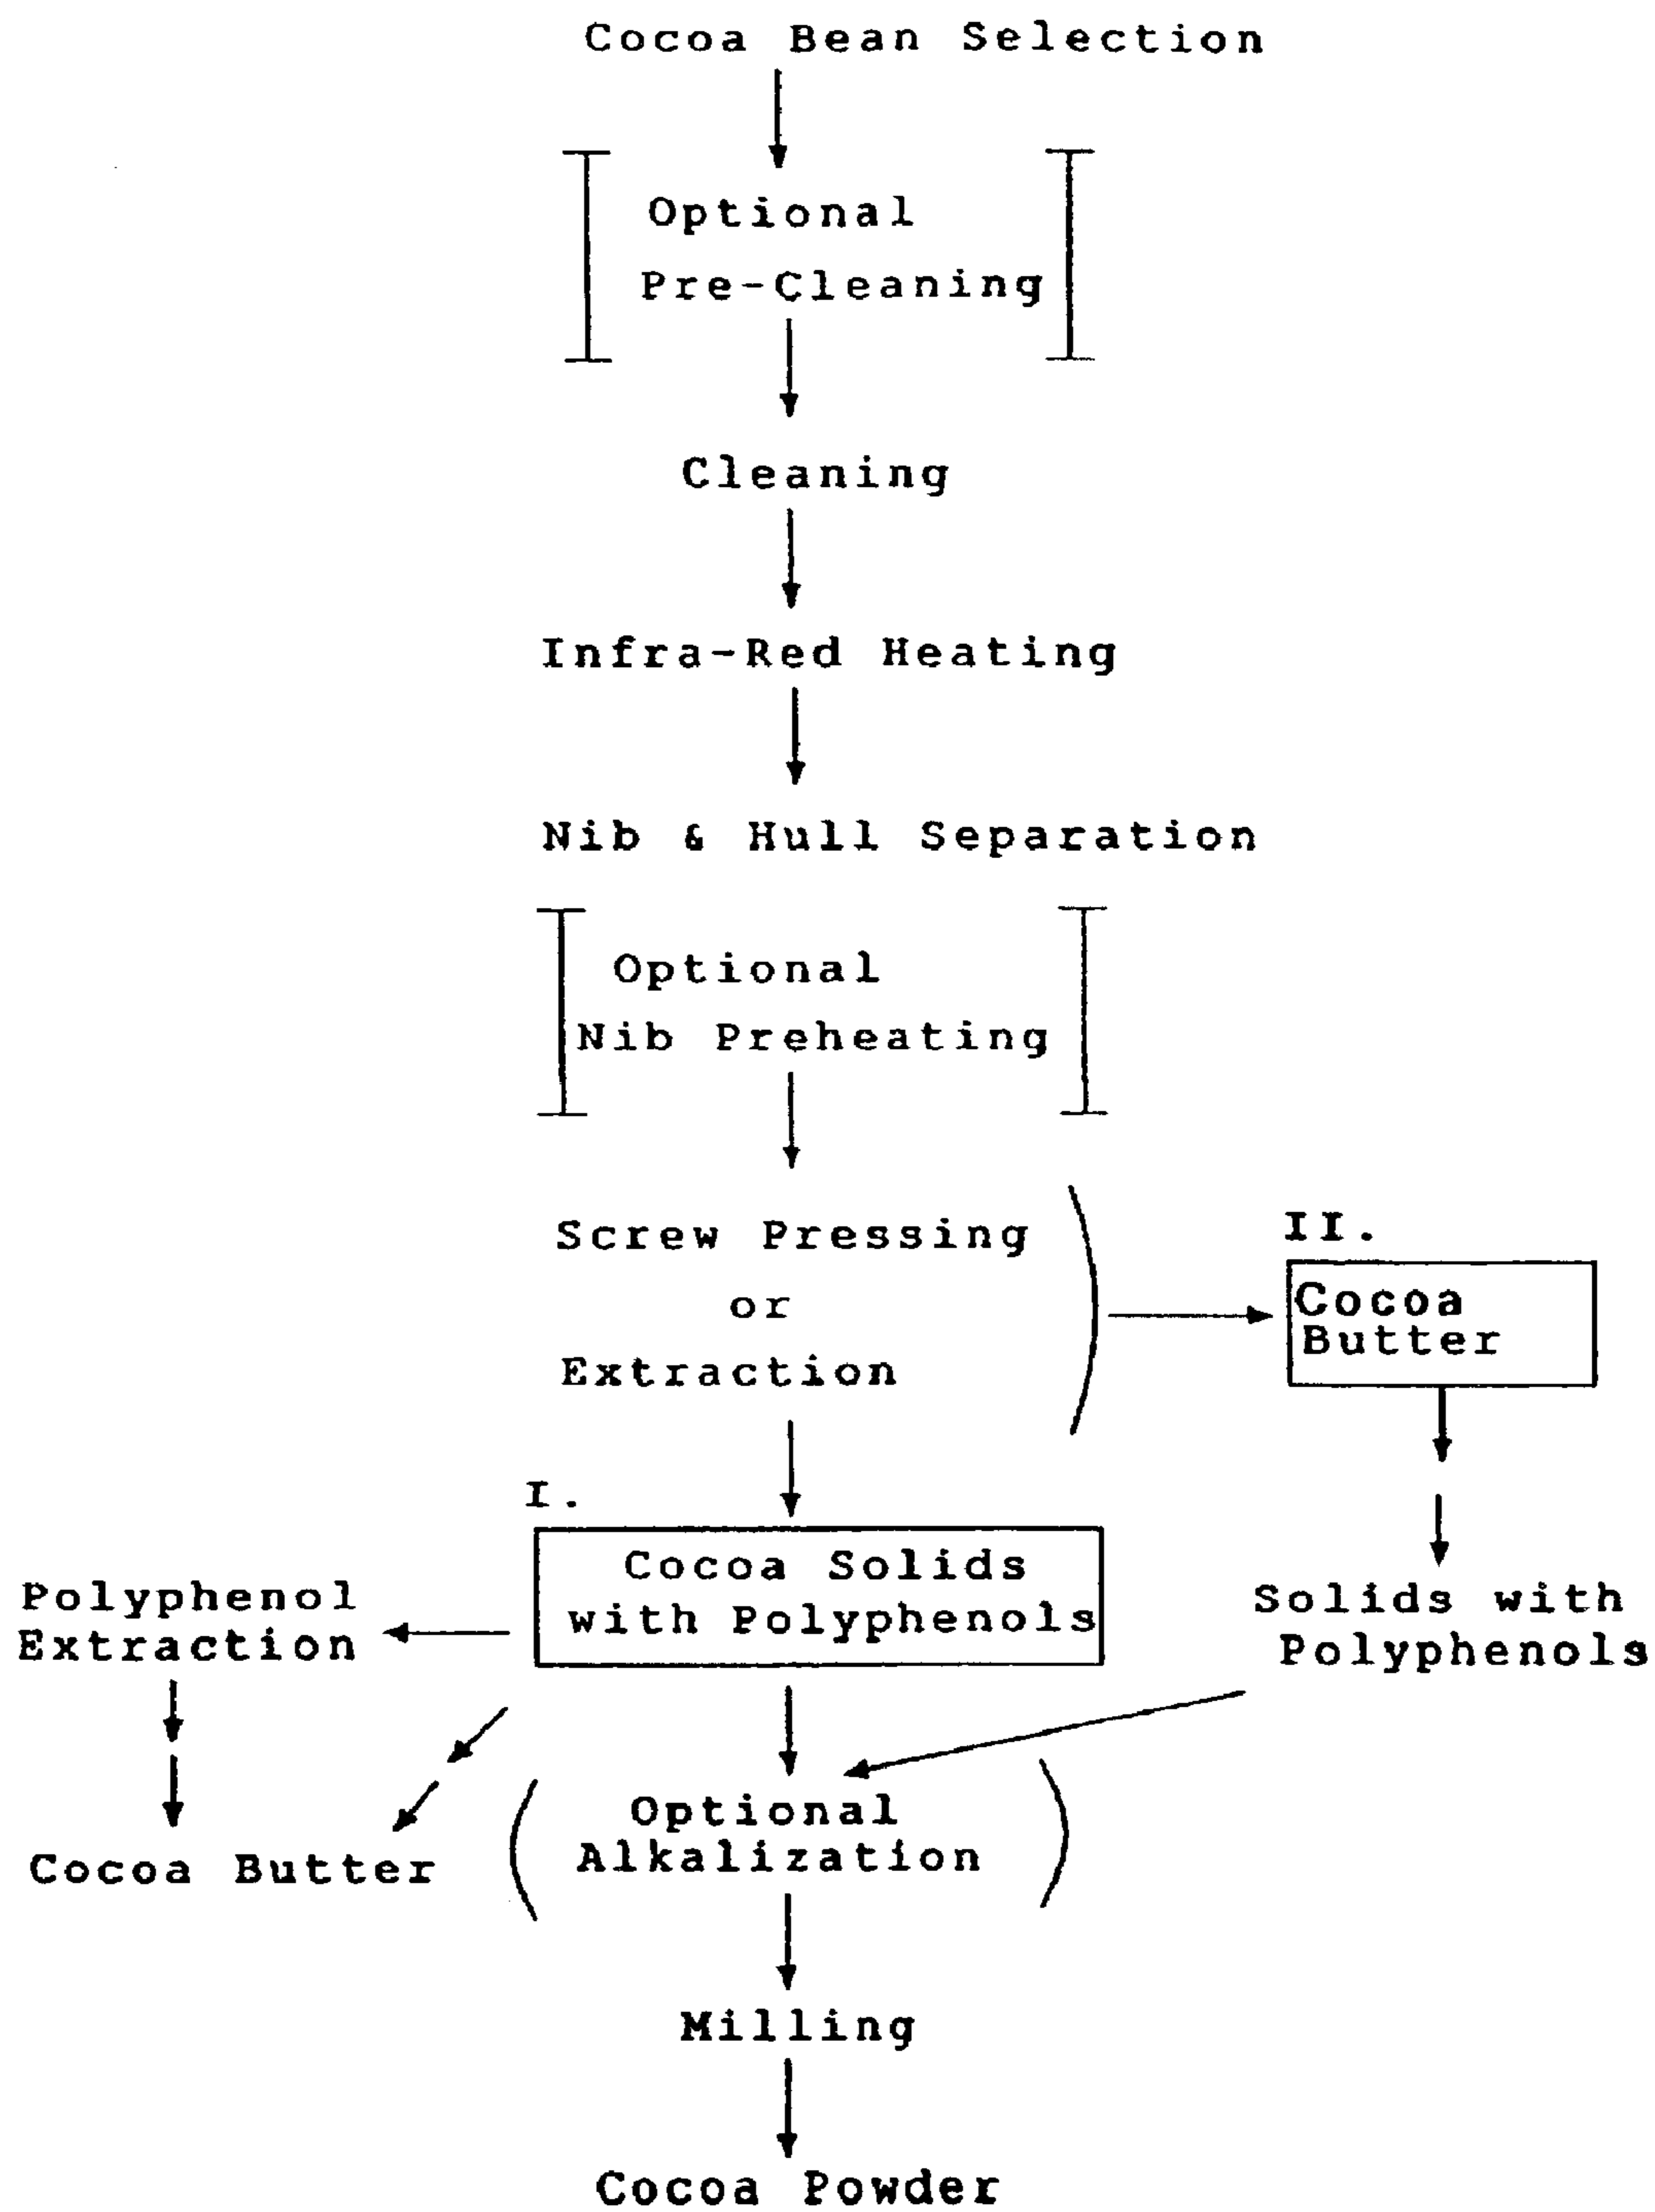 Cocoa Bean Selection
Optional
Pre-Cleaning
Cleaning
Infra-Red Heating
Nib & Hull Separation
Optional
Nib Preheating
Screw Pressing
or
Extraction
II.
Cocoa
Butter
I.
Cocoa Solids
with Polyphenols
Polyphenol
Extraction
Solids with
Polyphenols
Cocoa Butter
Optional
Alkalization
Milling
Cocoa Powder